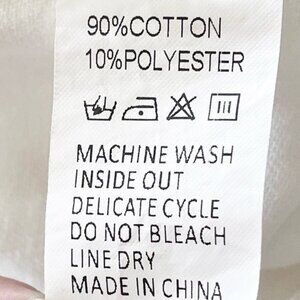 90%COTTON
10%POLYESTER
MACHINE WASH
INSIDE OUT
DELICATE CYCLE
DO NOT BLEACH
LINE DRY
MADE IN CHINA